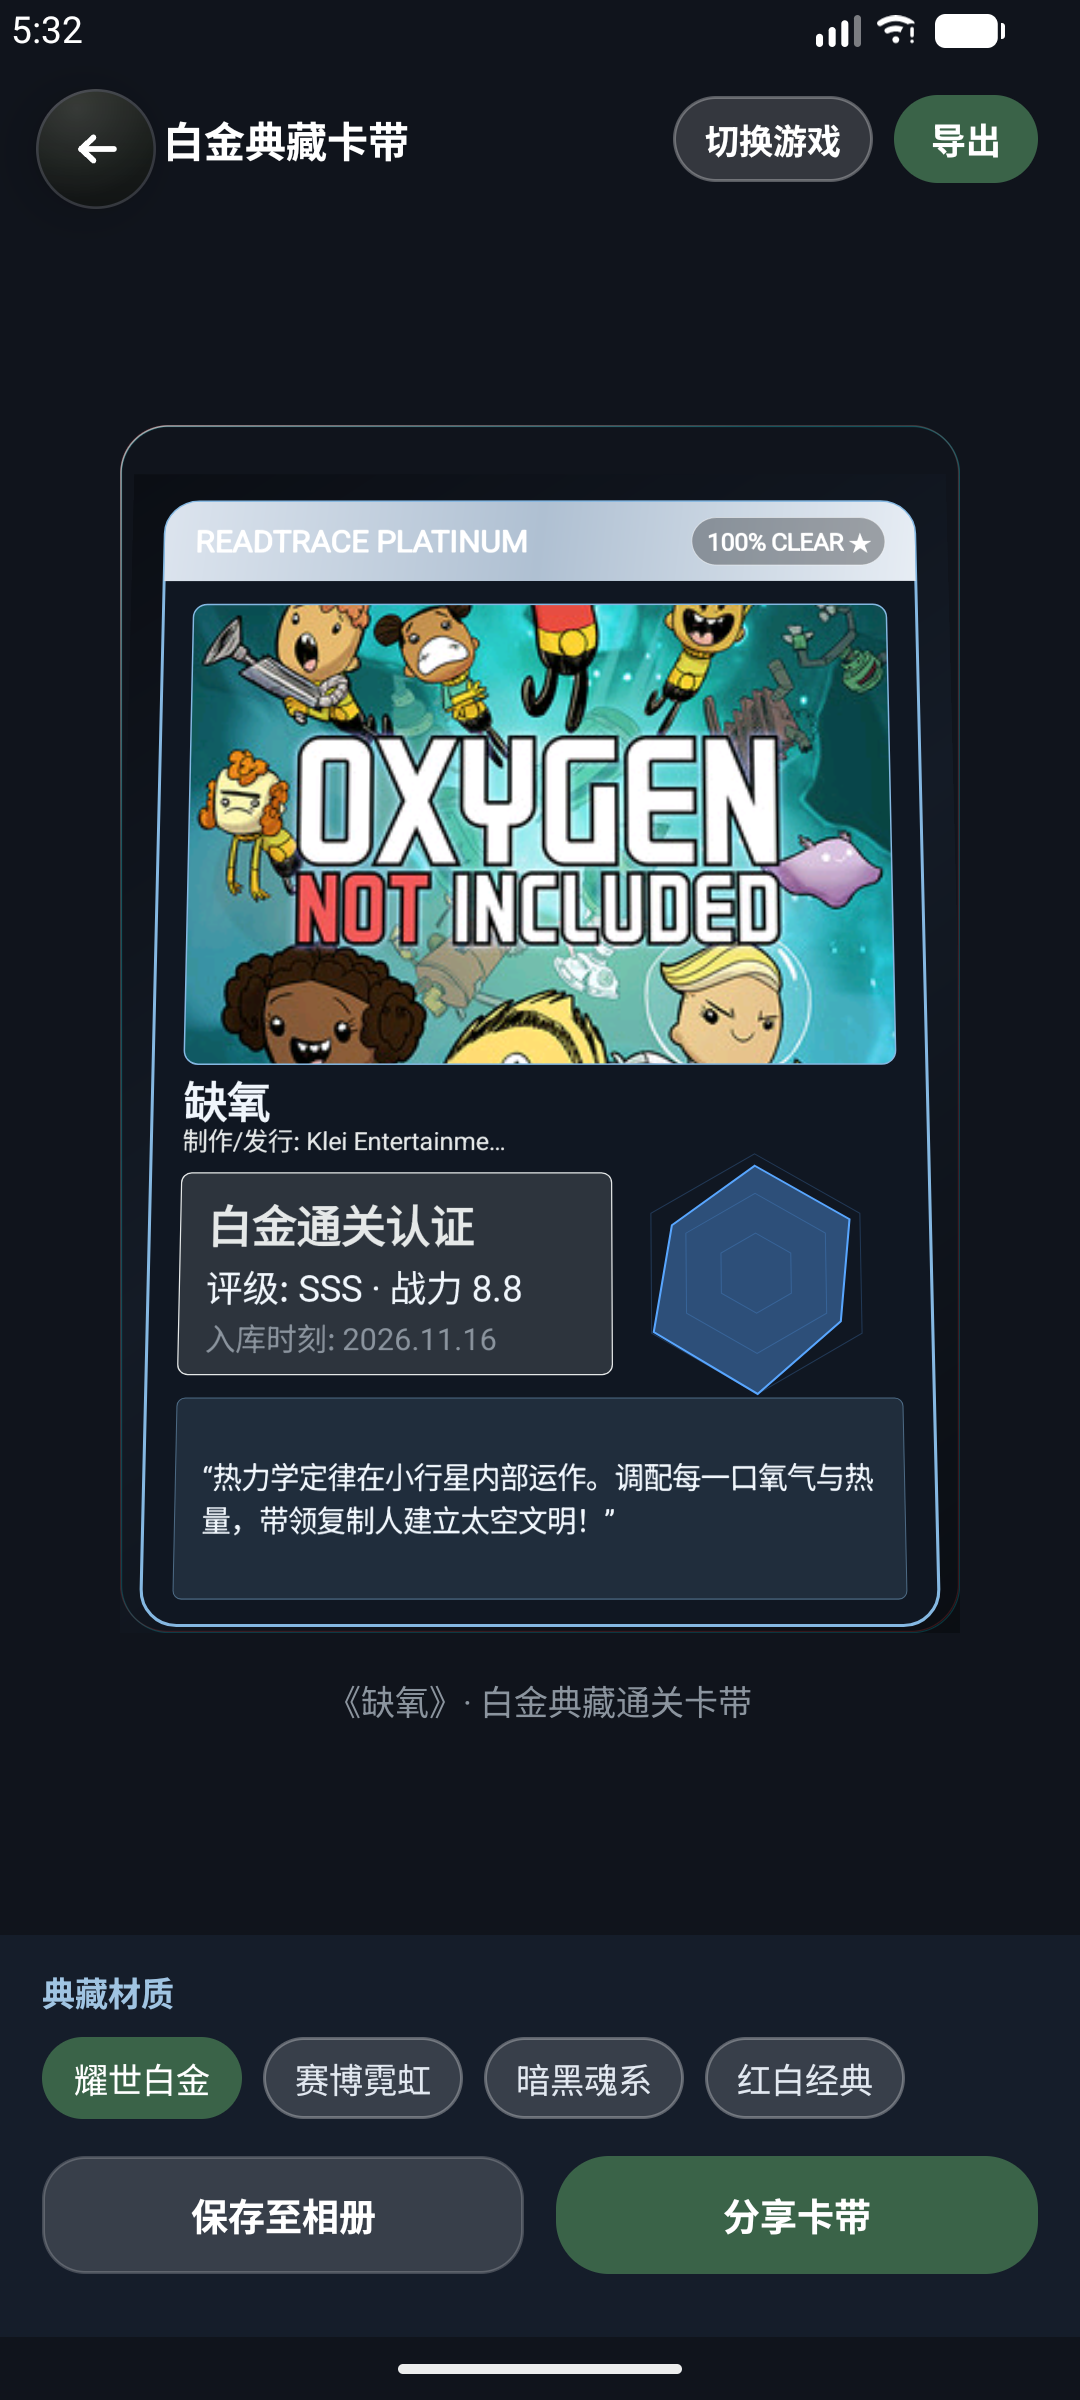 5:32
白金典藏卡带
切换游戏
导出
READTRACE PLATINUM
100% CLEAR ★
OXYGEN
NOT INCLUDED
缺氧
制作/发行: Klei Entertainme...
白金通关认证
评级: SSS · 战力 8.8
入库时刻: 2026.11.16
“热力学定律在小行星内部运作。调配每一口氧气与热
量，带领复制人建立太空文明！”
《缺氧》· 白金典藏通关卡带
典藏材质
耀世白金
赛博霓虹
暗黑魂系
红白经典
保存至相册
分享卡带